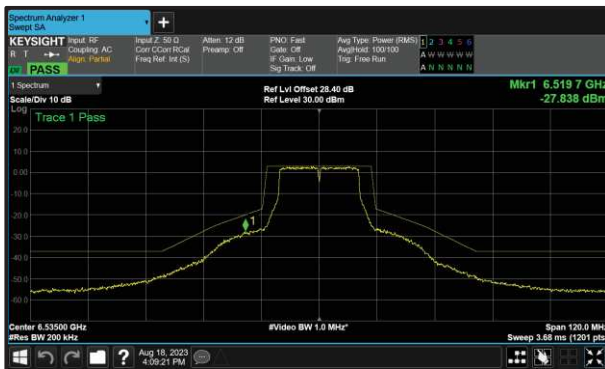 Spectrum Analyzer 1
Swept SA
KEYSIGHT
R T
PASS
Input: RF
Coupling: AC
Align: Partial
Input Z: 50 Ω
Corr CCorr RCal
Freq Ref: Int (S)
Atten: 12 dB
Preamp: Off
PNO: Fast
Gate: Off
IF Gain: Low
Sig Track: Off
Avg Type: Power (RMS)
Avg|Hold: 100/100
Trig: Free Run
1 2 3 4 5 6
A W W W W W
A N N N N N
1 Spectrum
Scale/Div 10 dB
Ref Lvl Offset 28.40 dB
Ref Level 30.00 dBm
Mkr1 6.519 7 GHz
-27.838 dBm
Log
Trace 1 Pass
20.0
10.0
0.00
-10.0
-20.0
-30.0
-40.0
-50.0
-60.0
1
Center 6.53500 GHz
#Res BW 200 kHz
#Video BW 1.0 MHz*
Span 120.0 MHz
Sweep 3.68 ms (1201 pts)
?
Aug 18, 2023
4:09:21 PM